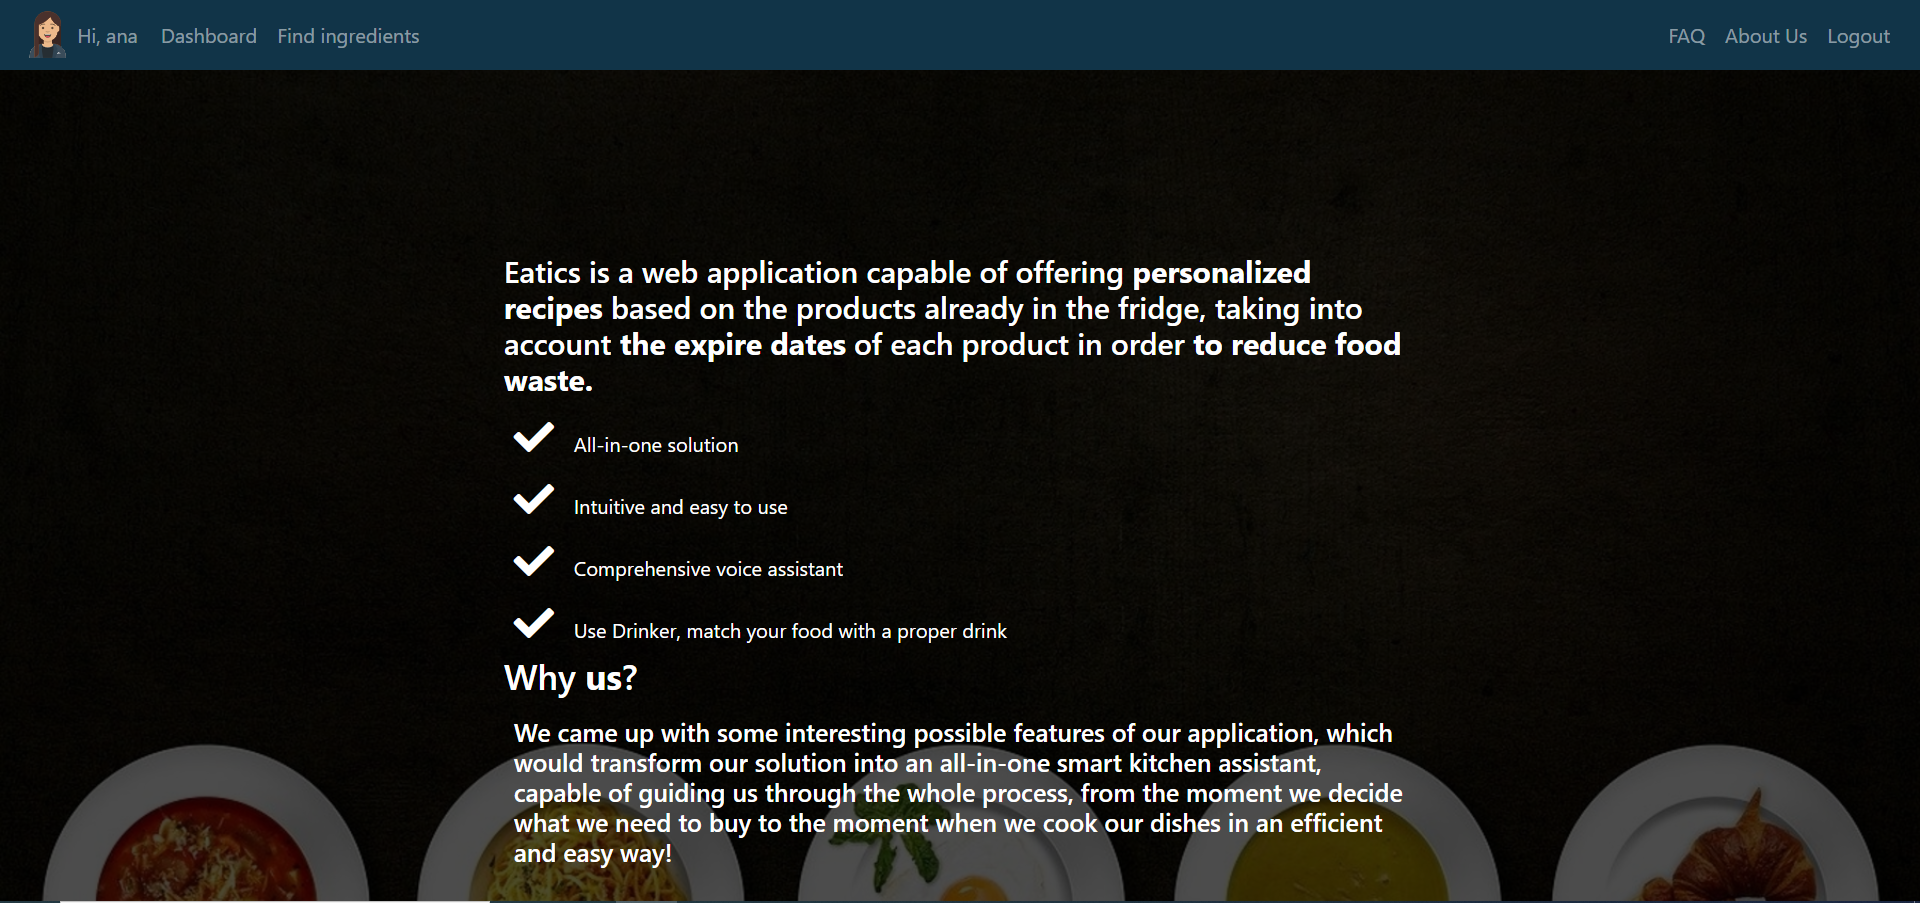 Hi, ana Dashboard Find ingredients FAQ About Us Logout
Eatics is a web application capable of offering personalized
recipes based on the products already in the fridge, taking into
account the expire dates of each product in order to reduce food
waste.
All-in-one solution
Intuitive and easy to use
Comprehensive voice assistant
Use Drinker, match your food with a proper drink
Why us?
We came up with some interesting possible features of our application, which
would transform our solution into an all-in-one smart kitchen assistant,
capable of guiding us through the whole process, from the moment we decide
what we need to buy to the moment when we cook our dishes in an efficient
and easy way!